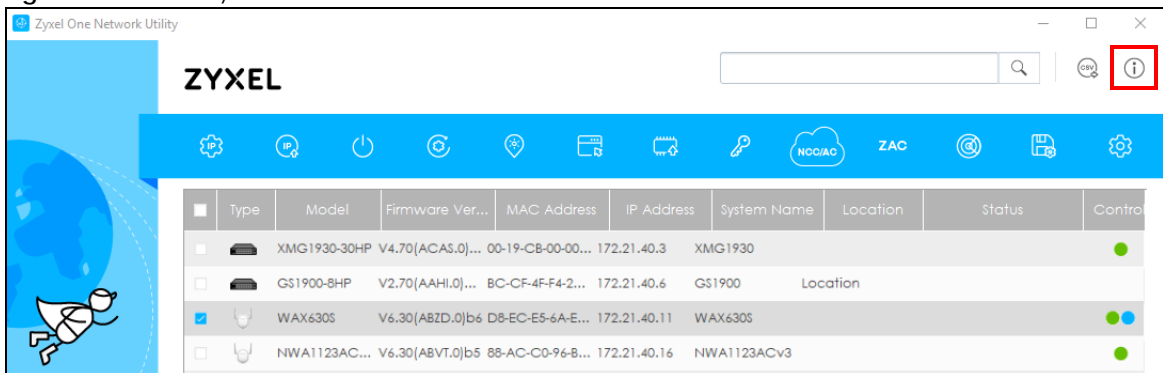 Zyxel One Network Utility
ZYXEL
CSV
IP IP NCC/AC ZAC
Type Model Firmware Ver... MAC Address IP Address System Name Location Status Control
XMG1930-30HP V4.70(ACAS.0)... 00-19-CB-00-00... 172.21.40.3 XMG1930
GS1900-8HP V2.70(AAHI.0)... BC-CF-4F-F4-2... 172.21.40.6 GS1900 Location
WAX630S V6.30(ABZD.0)b6 D8-EC-E5-6A-E... 172.21.40.11 WAX630S
NWA1123AC... V6.30(ABVT.0)b5 88-AC-C0-96-B... 172.21.40.16 NWA1123ACv3